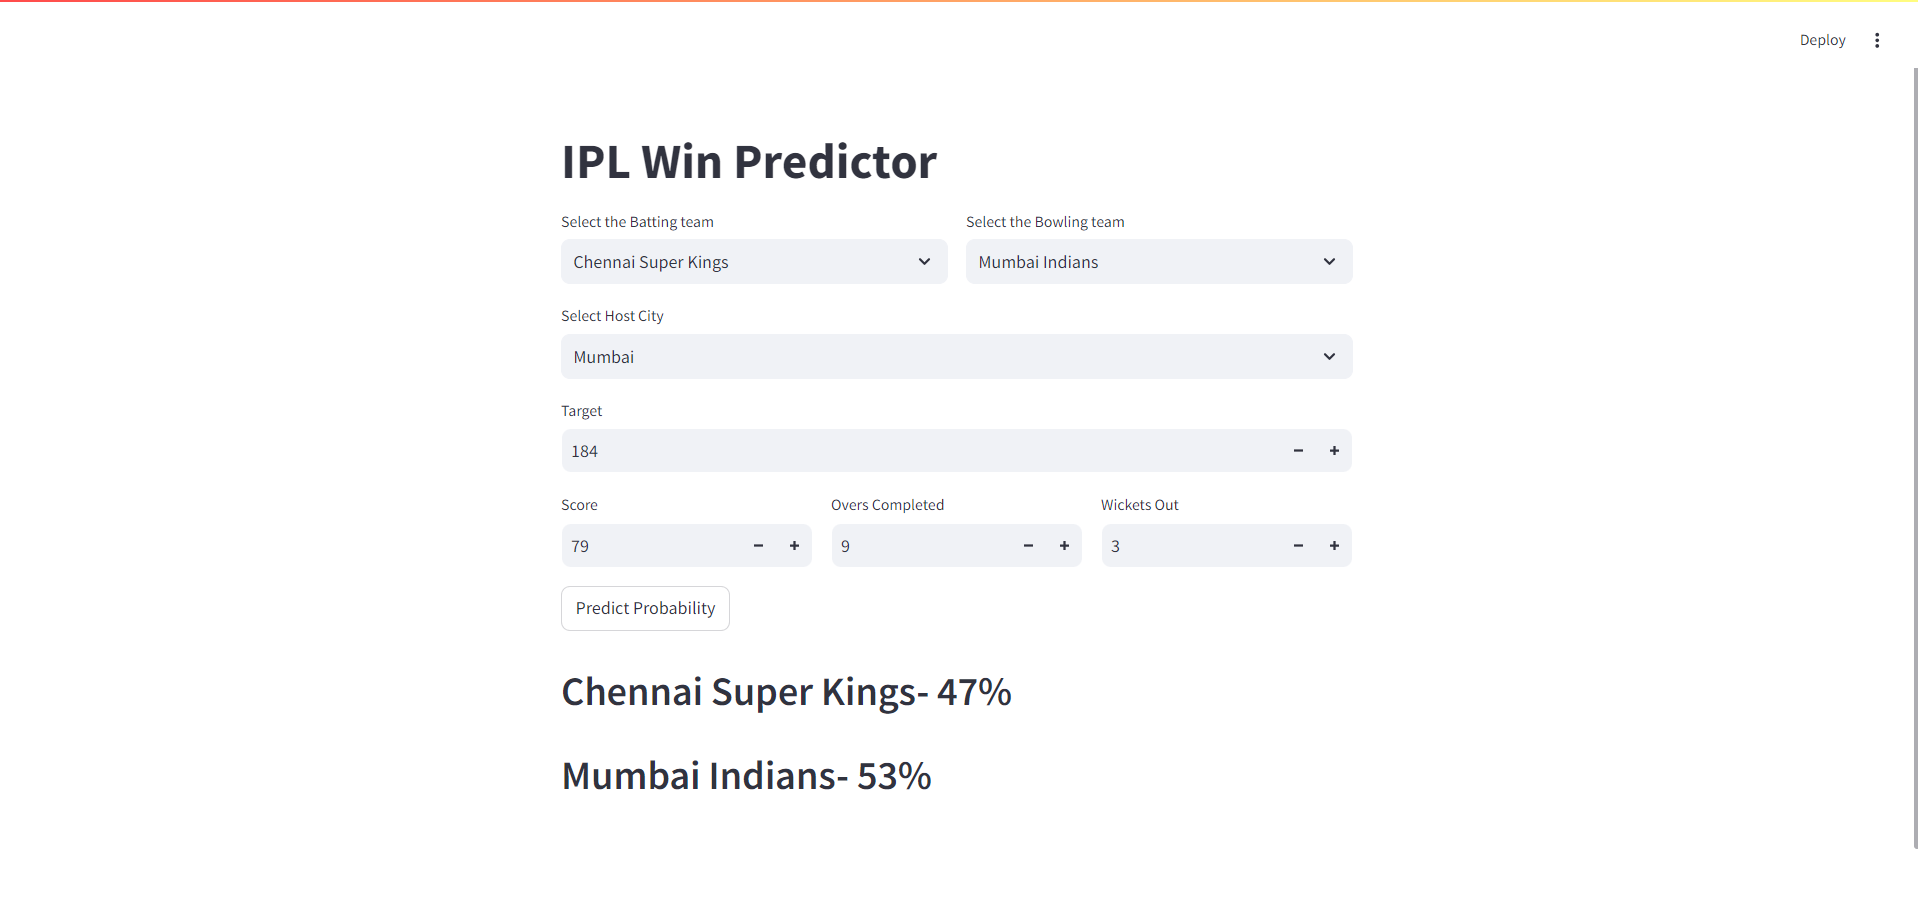 Deploy
IPL Win Predictor
Select the Batting team
Select the Bowling team
Chennai Super Kings
Mumbai Indians
Select Host City
Mumbai
Target
184
Score
Overs Completed
Wickets Out
79
9
3
Predict Probability
Chennai Super Kings- 47%
Mumbai Indians- 53%